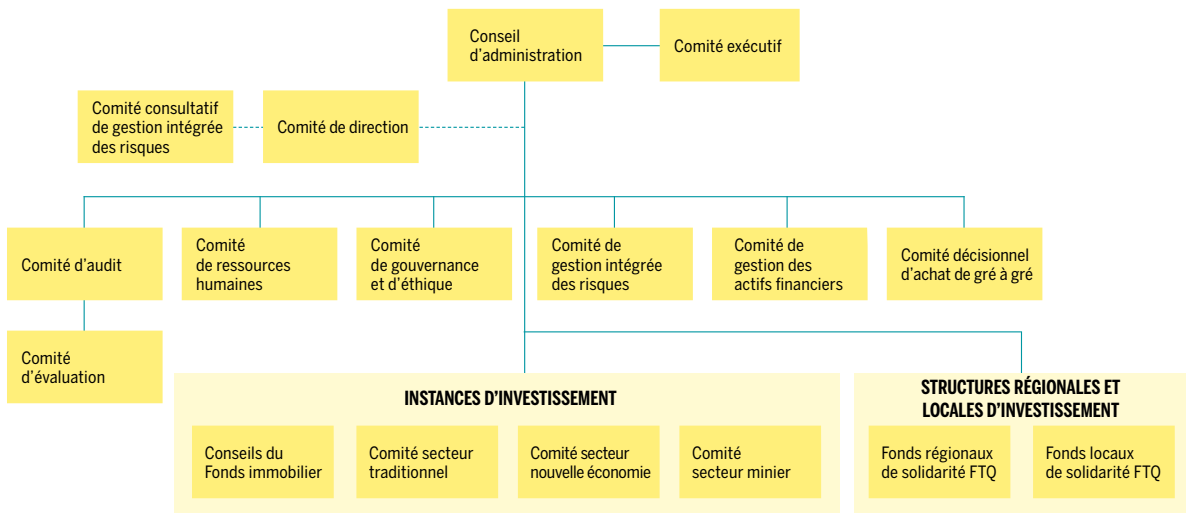 Conseil
d'administration
Comité exécutif
Comité consultatif
de gestion intégrée
des risques
Comité de direction
Comité d'audit
Comité
de ressources
humaines
Comité
de gouvernance
et d'éthique
Comité de
gestion intégrée
des risques
Comité de
gestion des
actifs financiers
Comité décisionnel
d'achat de gré à gré
Comité
d'évaluation
INSTANCES D'INVESTISSEMENT
Conseils du
Fonds immobilier
Comité secteur
traditionnel
Comité secteur
nouvelle économie
Comité
secteur minier
STRUCTURES RÉGIONALES ET
LOCALES D'INVESTISSEMENT
Fonds régionaux
de solidarité FTQ
Fonds locaux
de solidarité FTQ